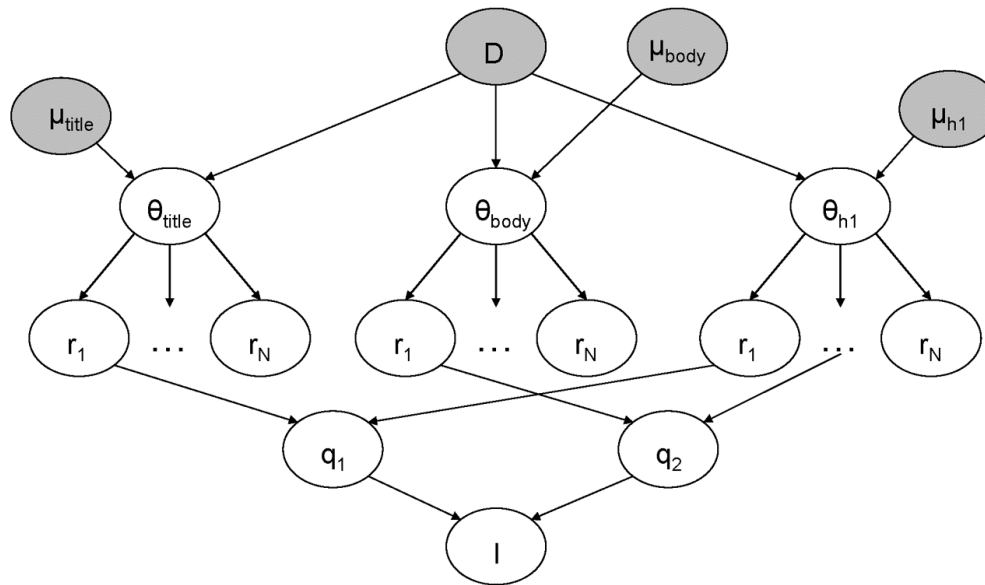 D
μbody
μtitle
μh1
θtitle
θbody
θh1
r1 ... rN
r1 ... rN
r1 ... rN
q1
q2
I